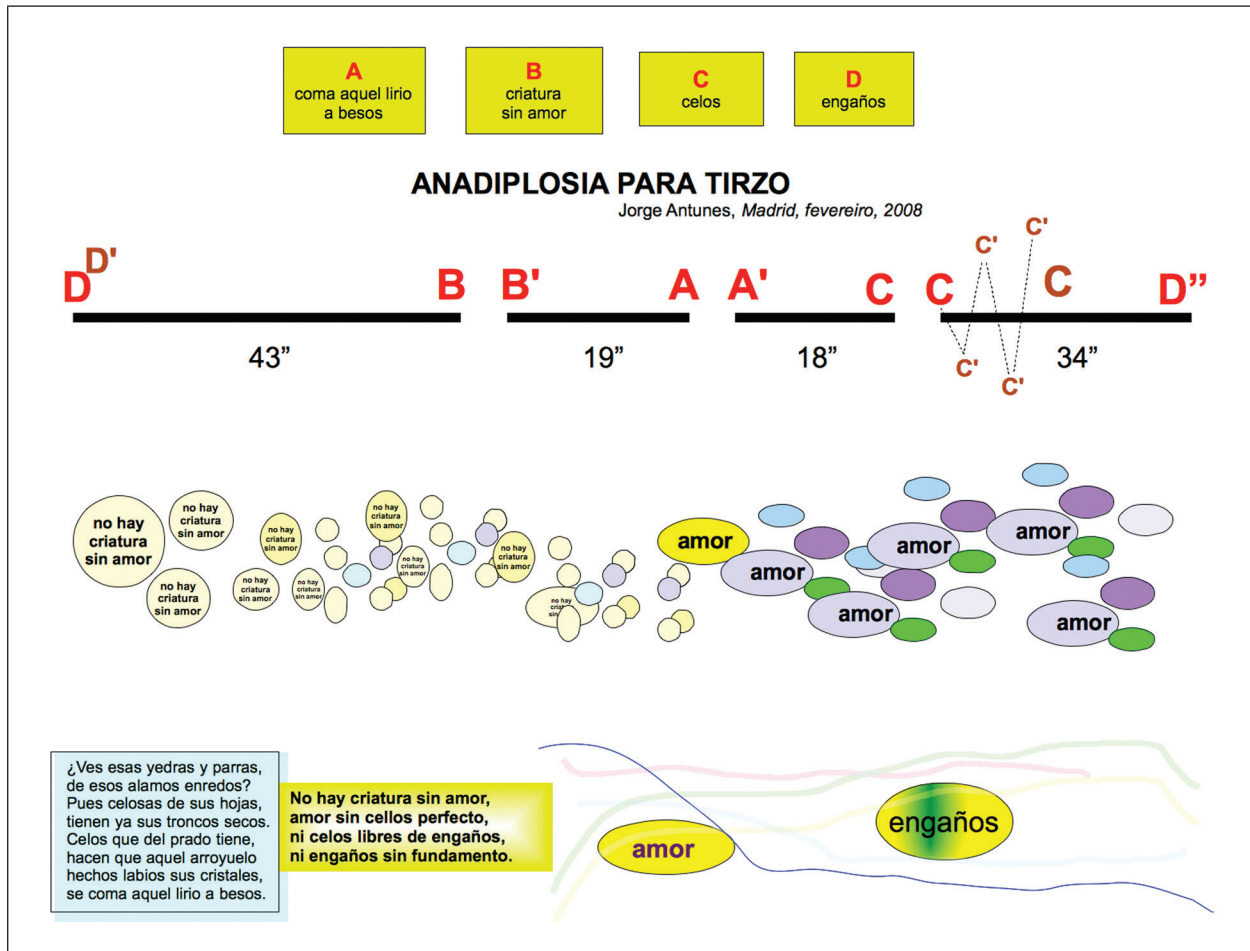 A
coma aquel lirio
a besos
B
criatura
sin amor
C
celos
D
engaños
ANADIPLOSIA PARA TIRZO
Jorge Antunes, Madrid, fevereiro, 2008
D
D'
B
B'
A
A'
C
C
C'
C'
C'
C'
C
D”
43”
19”
18”
34”
no hay
criatura
sin amor
no hay
criatura
sin amor
no hay
criatura
sin amor
no hay
criatura
sin amor
no hay
criatura
sin amor
no hay
criatura
sin amor
no hay
criatura
sin amor
no hay
criatura
sin amor
no hay
criatura
sin amor
no hay
amor
amor
amor
amor
amor
amor
¿Ves esas yedras y parras,
de esos alamos enredos?
Pues celosas de sus hojas,
tienen ya sus troncos secos.
Celos que del prado tiene,
hacen que aquel arroyuelo
hechos labios sus cristales,
se coma aquel lirio a besos.
No hay criatura sin amor,
amor sin cellos perfecto,
ni celos libres de engaños,
ni engaños sin fundamento.
amor
engaños